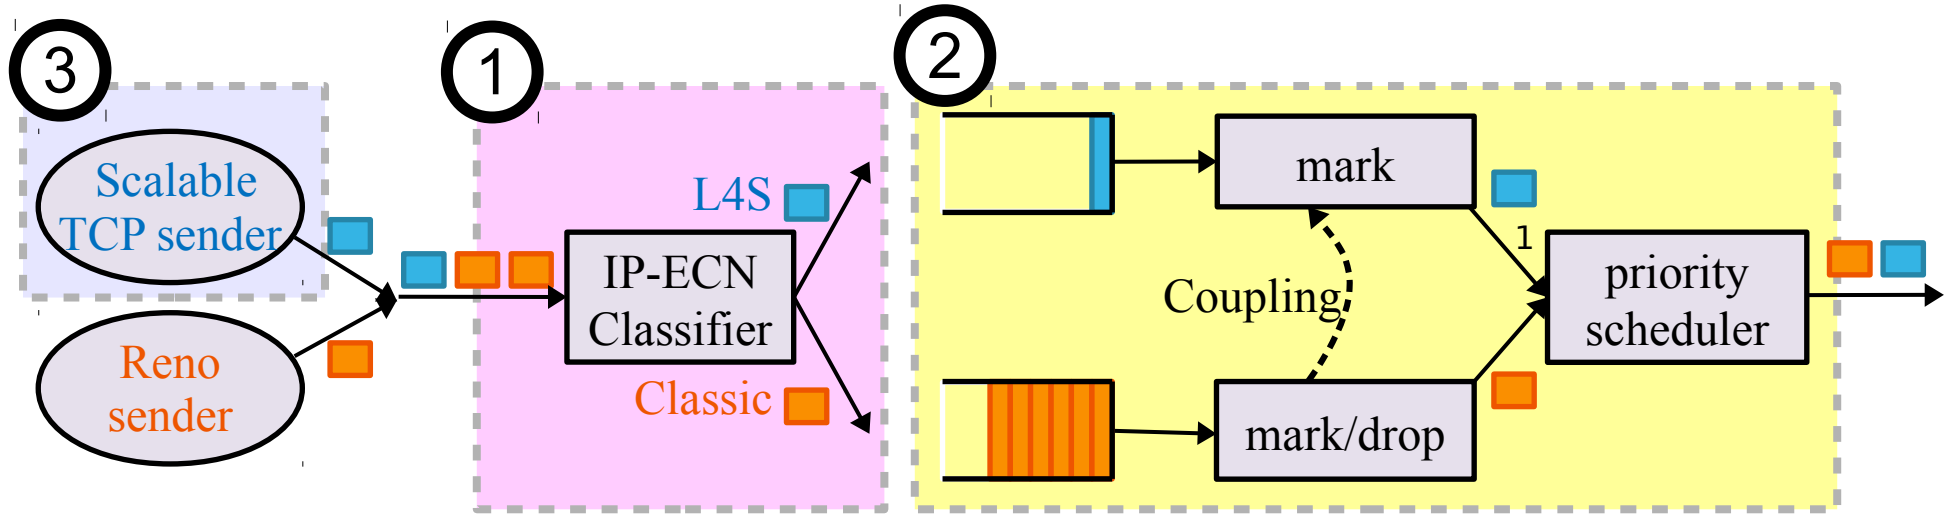 3
1
2
Scalable
TCP sender
Reno
sender
L4S
IP-ECN
Classifier
Classic
mark
Coupling
mark/drop
1
priority
scheduler